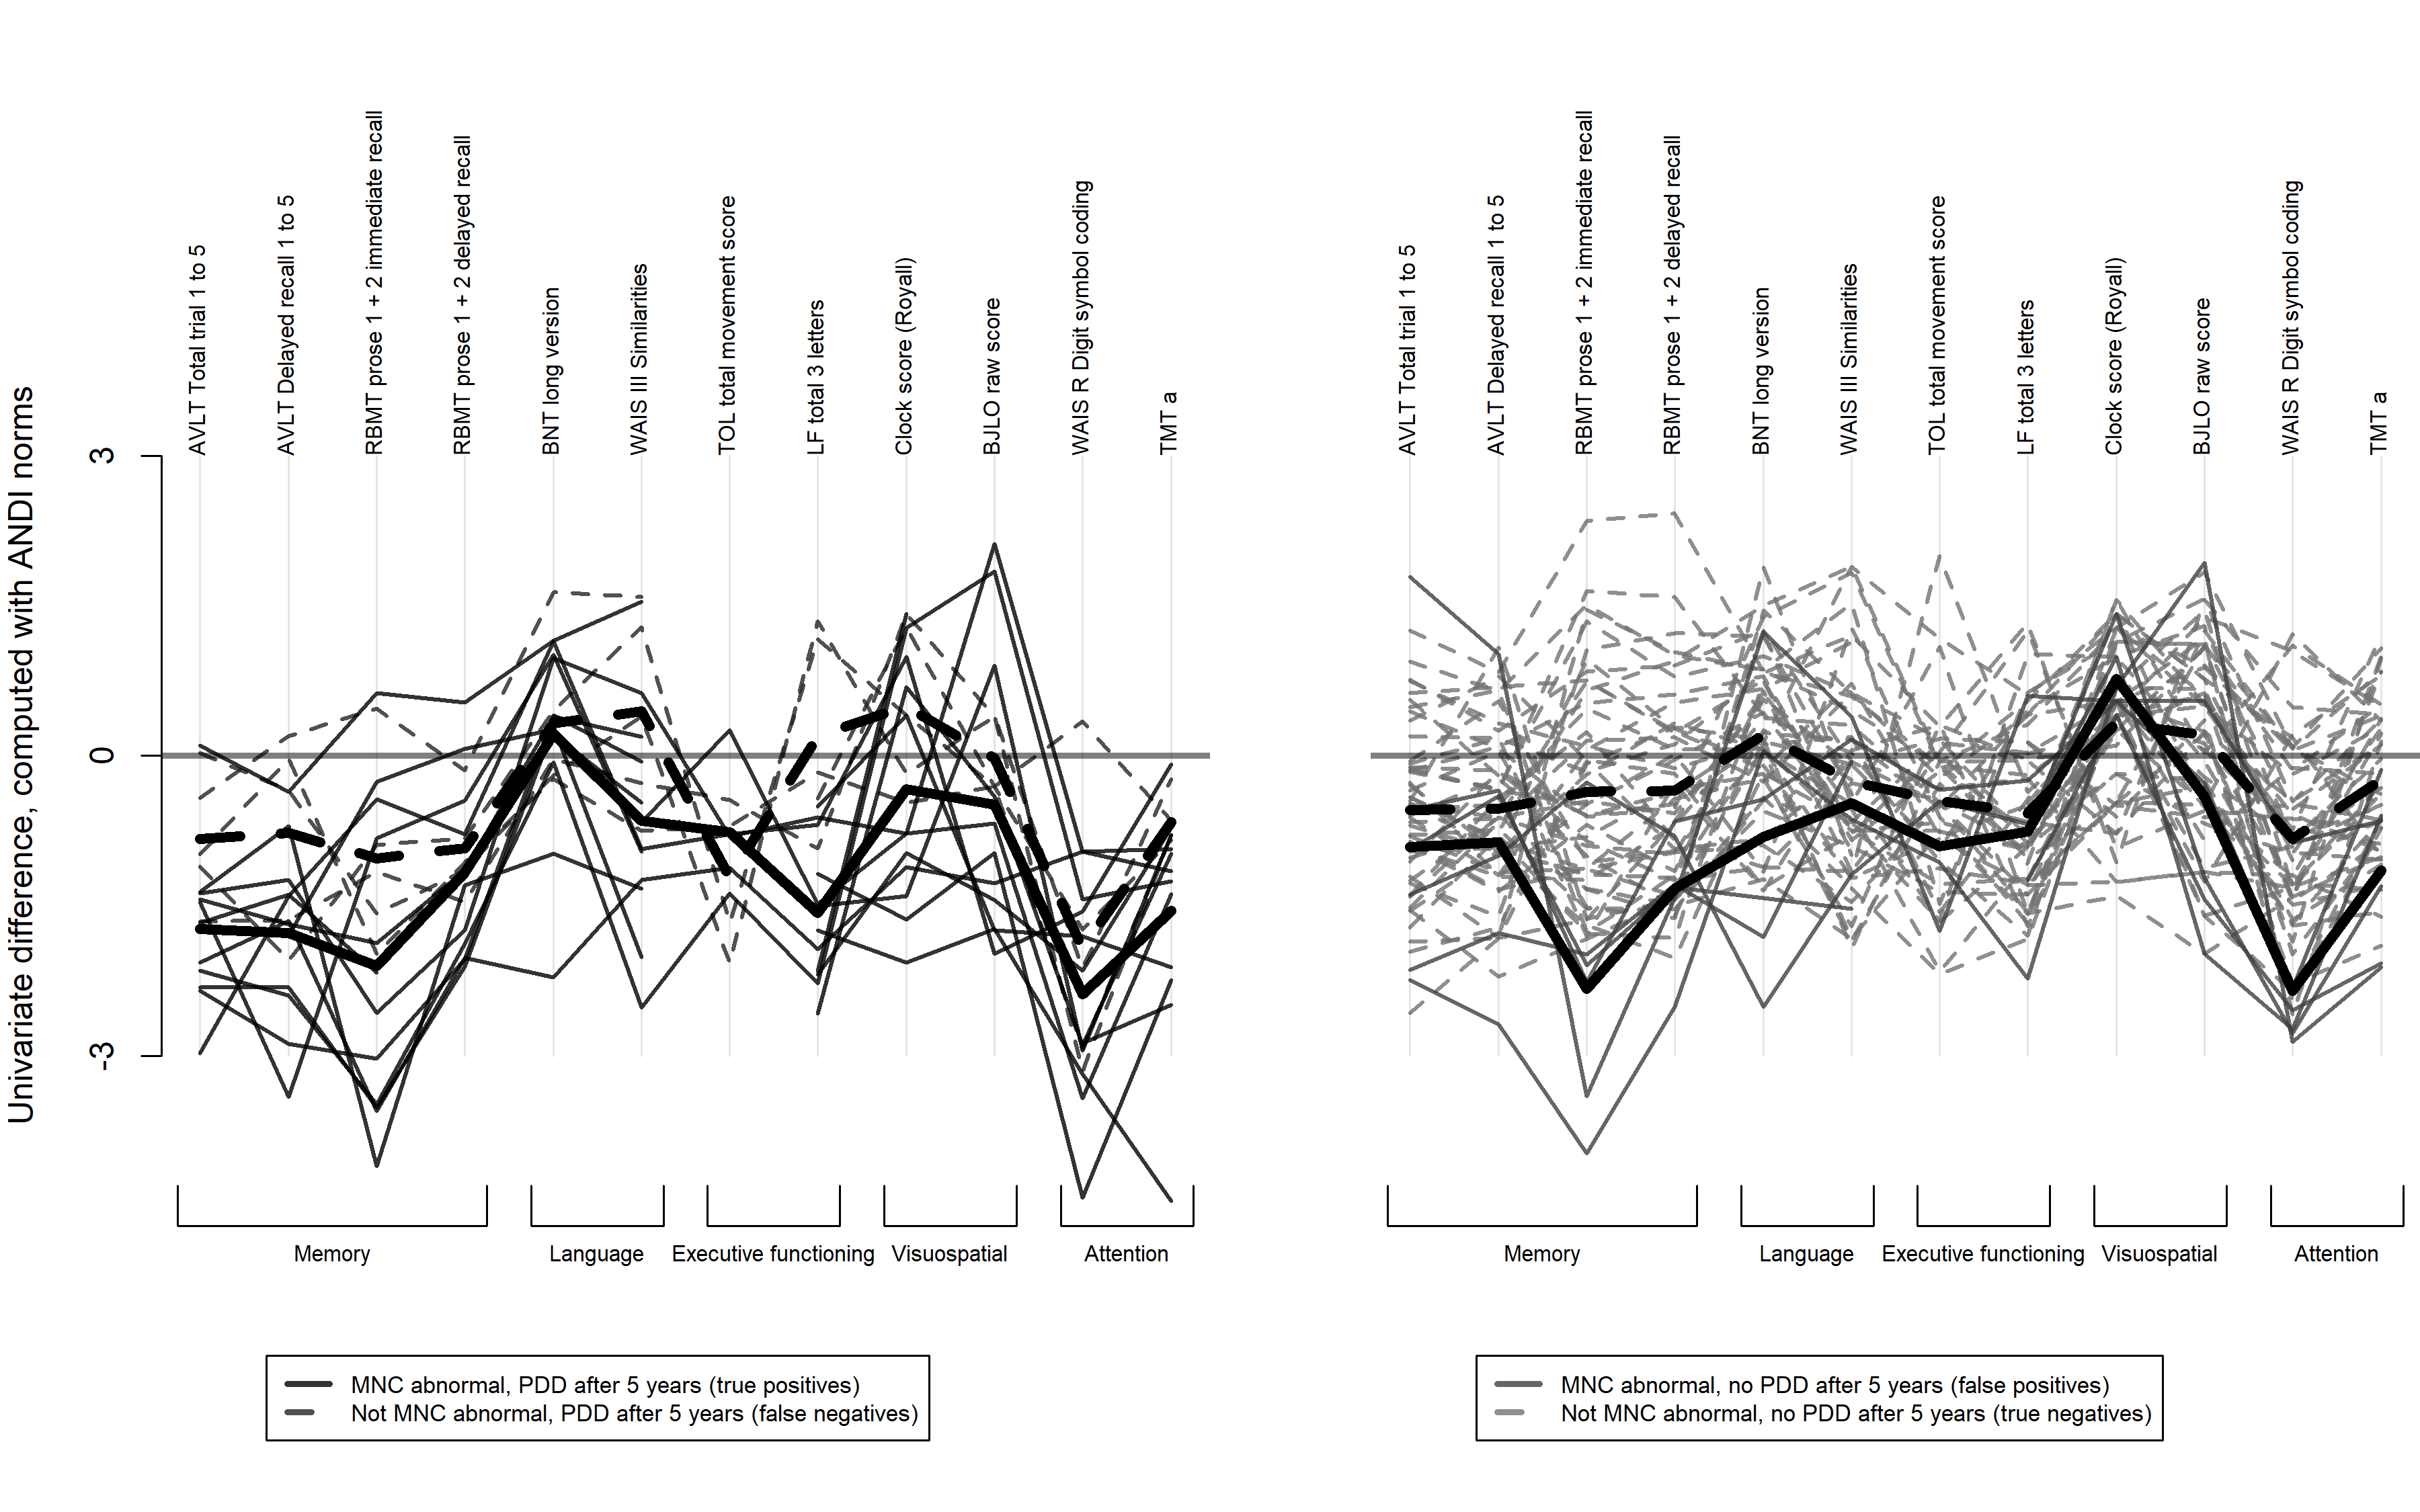 Univariate difference, computed with ANDI norms
3
0
-3
AVLT Total trial 1 to 5
AVLT Delayed recall 1 to 5
RBMT prose 1 + 2 immediate recall
RBMT prose 1 + 2 delayed recall
BNT long version
WAIS III Similarities
TOL total movement score
LF total 3 letters
Clock score (Royall)
BJLO raw score
WAIS R Digit symbol coding
TMT a
Memory
Language
Executive functioning
Visuospatial
Attention
MNC abnormal, PDD after 5 years (true positives)
Not MNC abnormal, PDD after 5 years (false negatives)
AVLT Total trial 1 to 5
AVLT Delayed recall 1 to 5
RBMT prose 1 + 2 immediate recall
RBMT prose 1 + 2 delayed recall
BNT long version
WAIS III Similarities
TOL total movement score
LF total 3 letters
Clock score (Royall)
BJLO raw score
WAIS R Digit symbol coding
TMT a
Memory
Language
Executive functioning
Visuospatial
Attention
MNC abnormal, no PDD after 5 years (false positives)
Not MNC abnormal, no PDD after 5 years (true negatives)